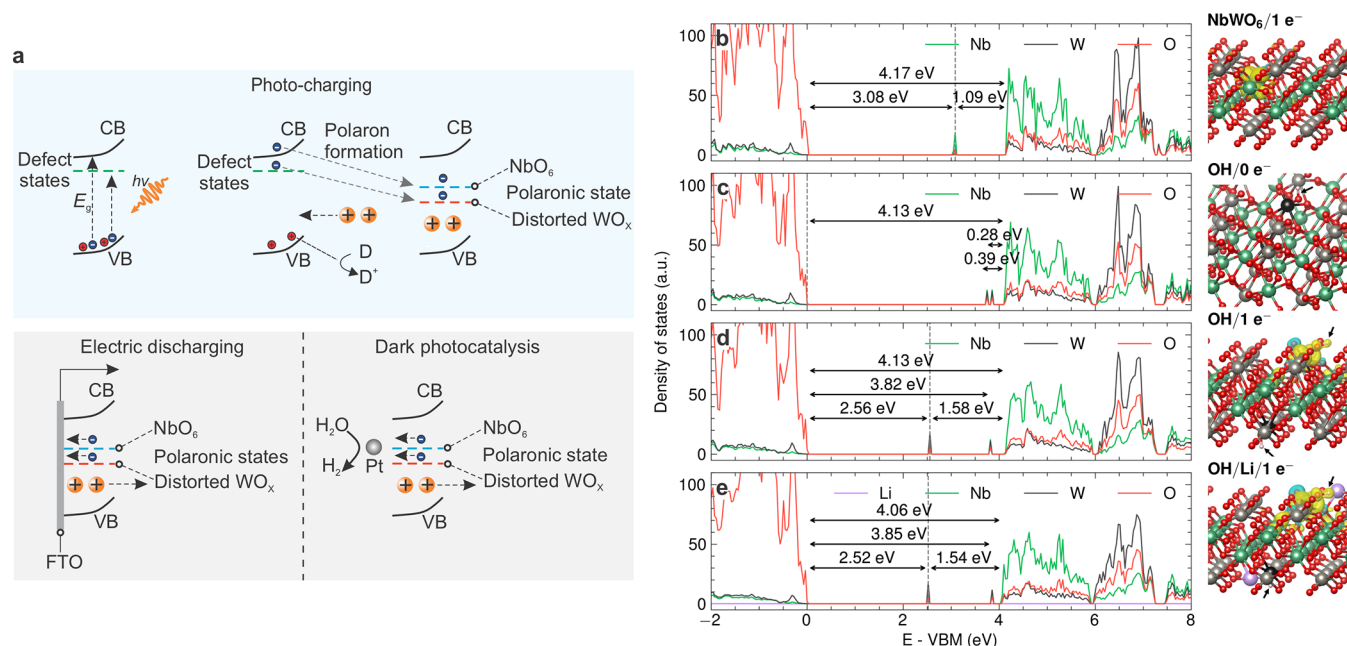 a
Photo-charging
CB
Defect
states
hν
E_g
VB
CB
Defect
states
Polaron
formation
VB
D
D⁺
CB
NbO₆
Polaronic state
Distorted WOₓ
VB
Electric discharging
CB
NbO₆
Polaronic states
Distorted WOₓ
VB
FTO
Dark photocatalysis
H₂O
H₂
Pt
CB
NbO₆
Polaronic state
Distorted WOₓ
VB
Density of states (a.u.)
b
100
50
0
Nb W O
4.17 eV
3.08 eV 1.09 eV
NbWO₆/1 e⁻
c
100
50
0
Nb W O
4.13 eV
0.28 eV
0.39 eV
OH/0 e⁻
d
100
50
0
Nb W O
4.13 eV
3.82 eV
2.56 eV 1.58 eV
OH/1 e⁻
e
100
50
0
Li Nb W O
4.06 eV
3.85 eV
2.52 eV 1.54 eV
OH/Li/1 e⁻
−2 0 2 4 6 8
E - VBM (eV)